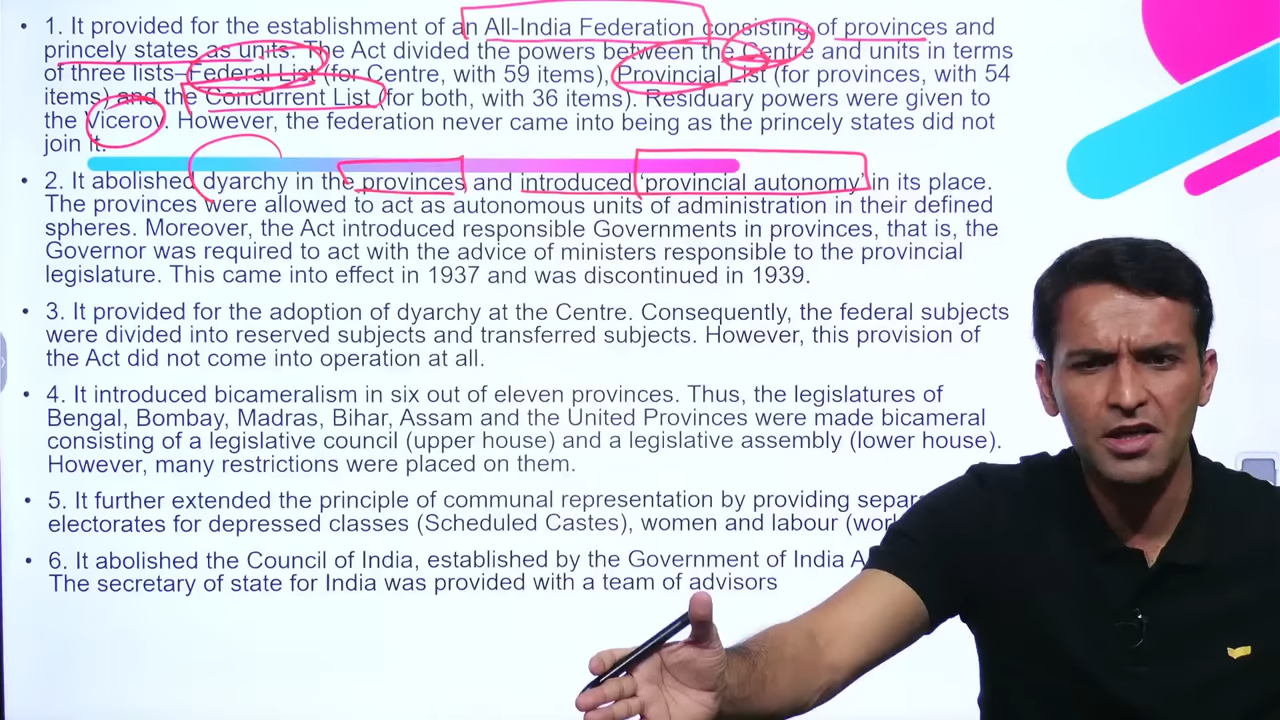 • 1. It provided for the establishment of an All-India Federation consisting of provinces and
princely states as units. The Act divided the powers between the Centre and units in terms
of three lists–Federal List (for Centre, with 59 items), Provincial List (for provinces, with 54
items) and the Concurrent List (for both, with 36 items). Residuary powers were given to
the Viceroy. However, the federation never came into being as the princely states did not
join it.
• 2. It abolished dyarchy in the provinces and introduced 'provincial autonomy' in its place.
The provinces were allowed to act as autonomous units of administration in their defined
spheres. Moreover, the Act introduced responsible Governments in provinces, that is, the
Governor was required to act with the advice of ministers responsible to the provincial
legislature. This came into effect in 1937 and was discontinued in 1939.
• 3. It provided for the adoption of dyarchy at the Centre. Consequently, the federal subjects
were divided into reserved subjects and transferred subjects. However, this provision of
the Act did not come into operation at all.
• 4. It introduced bicameralism in six out of eleven provinces. Thus, the legislatures of
Bengal, Bombay, Madras, Bihar, Assam and the United Provinces were made bicameral
consisting of a legislative council (upper house) and a legislative assembly (lower house).
However, many restrictions were placed on them.
• 5. It further extended the principle of communal representation by providing
electorates for depressed classes (Scheduled Castes), women and labour
• 6. It abolished the Council of India, established by the Government of India
The secretary of state for India was provided with a team of advisors